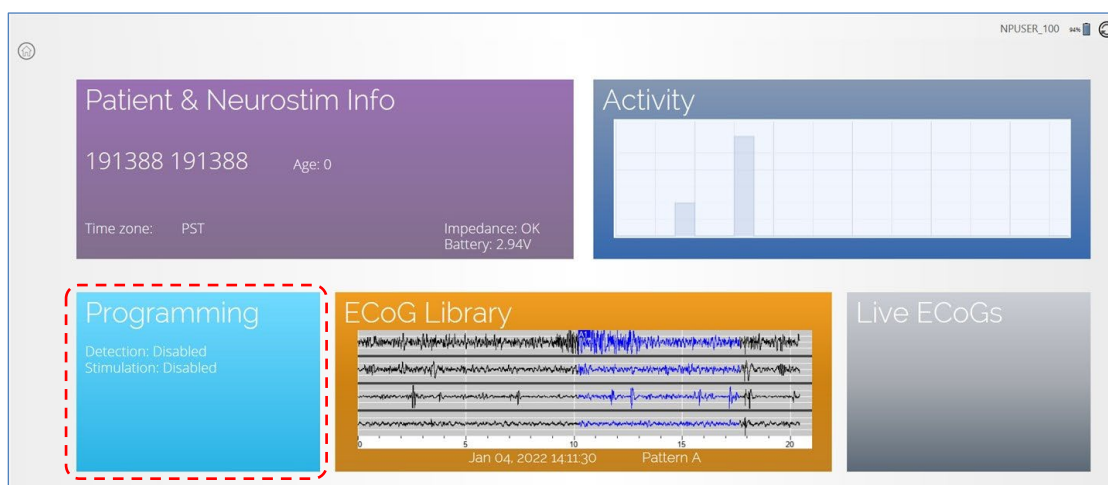 NPUSER_100 94%
Patient & Neurostim Info
191388 191388 Age: 0
Time zone: PST
Impedance: OK
Battery: 2.94V
Activity
Programming
Detection: Disabled
Stimulation: Disabled
ECoG Library
0 5 10 15 20
Jan 04, 2022 14:11:30 Pattern A
Live ECoGs